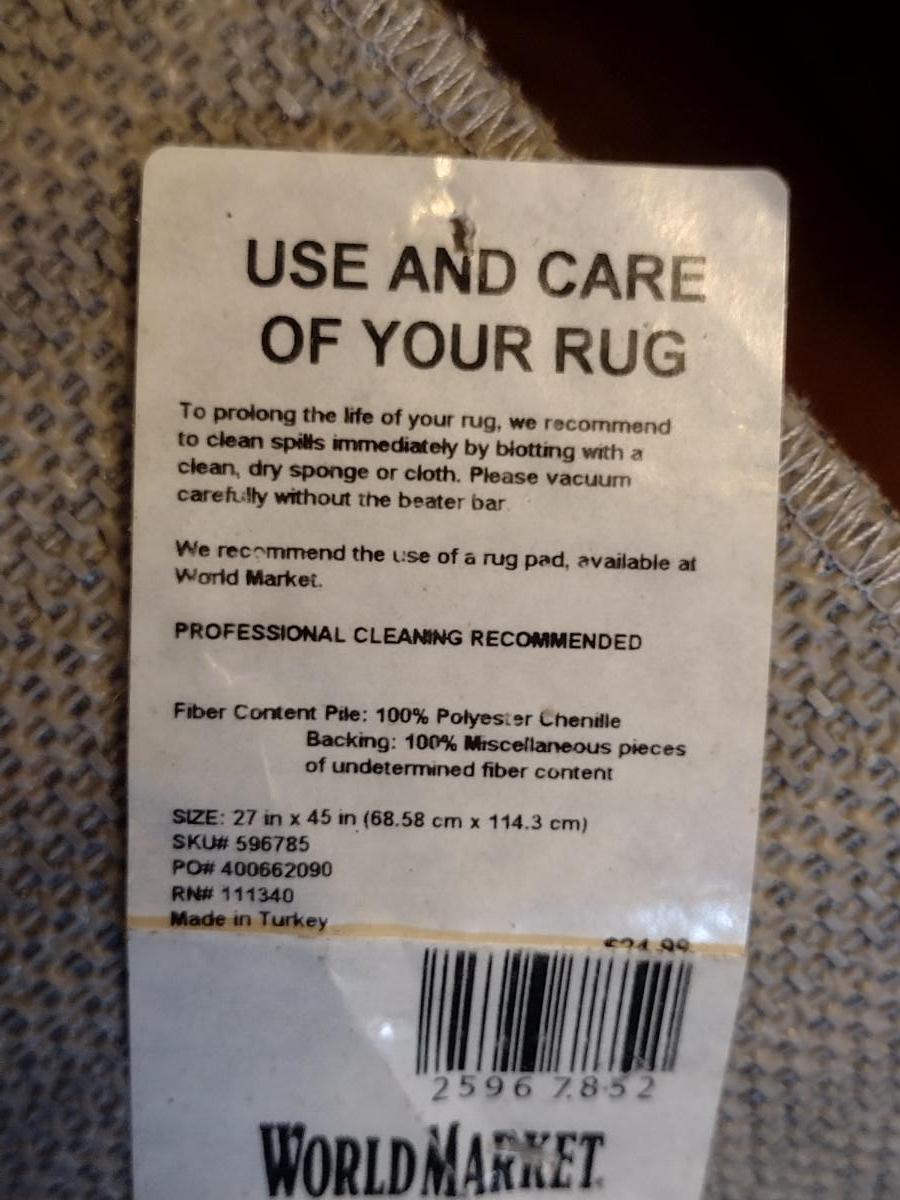 USE AND CARE
OF YOUR RUG
To prolong the life of your rug, we recommend
to clean spills immediately by blotting with a
clean, dry sponge or cloth. Please vacuum
carefully without the beater bar.
We recommend the use of a rug pad, available at
World Market.
PROFESSIONAL CLEANING RECOMMENDED
Fiber Content Pile: 100% Polyester Chenille
Backing: 100% Miscellaneous pieces
of undetermined fiber content
SIZE: 27 in x 45 in (68.58 cm x 114.3 cm)
SKU# 596785
PO# 400662090
RN# 111340
Made in Turkey
$24.99
2596 7852
WORLD MARKET